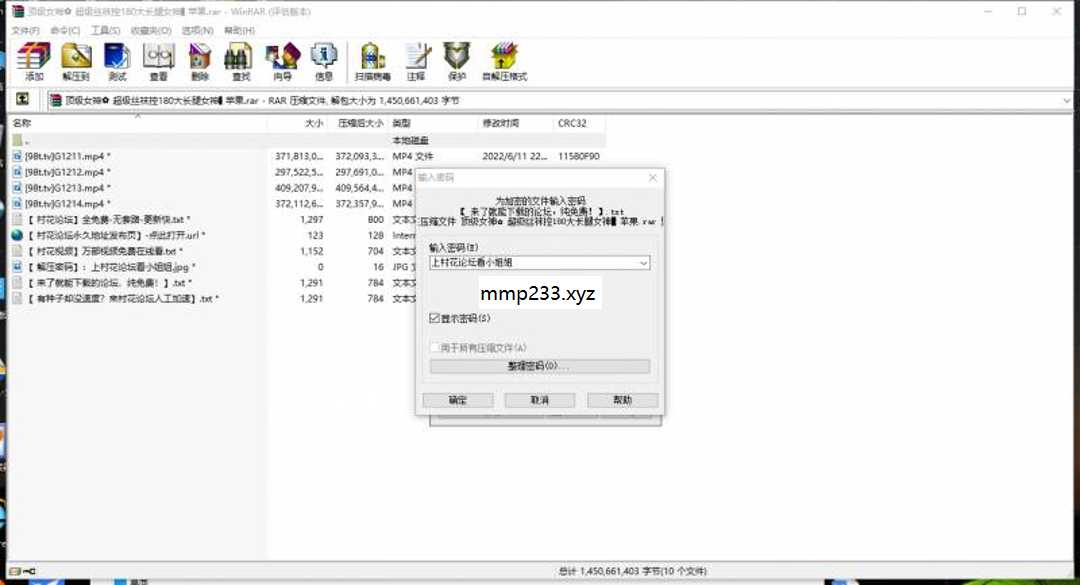 顶级女神✿ 超级丝袜控180大长腿女神 苹果.rar - WinRAR (评估版本)
文件(F) 命令(C) 工具(S) 收藏夹(O) 选项(N) 帮助(H)
添加 解压到 测试 查看 删除 查找 向导 信息 扫描病毒 注释 保护 自解压格式
顶级女神✿ 超级丝袜控180大长腿女神 苹果.rar - RAR 压缩文件, 解包大小为 1,450,661,403 字节
名称 大小 压缩后大小 类型 修改时间 CRC32
.. 本地磁盘
[98t.tv]G1211.mp4 * 371,813,0... 372,093,3... MP4 文件 2022/6/11 22... 11580F90
[98t.tv]G1212.mp4 * 297,522,5... 297,691,0... MP4
[98t.tv]G1213.mp4 * 409,207,9... 409,564,4... MP4
[98t.tv]G1214.mp4 * 372,112,6... 372,357,9... MP4
【 村花论坛】全免费-无套路-更新快.txt * 1,297 800 文本文
【 村花论坛永久地址发布页】-点此打开.url * 123 128 Intern
【 村花视频】万部视频免费在线看.txt * 1,152 704 文本文
【 解压密码】：上村花论坛看小姐姐.jpg * 0 16 JPG 文
【 来了就能下载的论坛，纯免费！】.txt * 1,291 784 文本文
【 有种子却没速度？来村花论坛人工加速】.txt * 1,291 784 文本文
输入密码
为加密的文件输入密码
【 来了就能下载的论坛，纯免费！】.txt
压缩文件 顶级女神✿ 超级丝袜控180大长腿女神 苹果.rar
输入密码(E)
上村花论坛看小姐姐
mmp233.xyz
显示密码(S)
用于所有压缩文件(A)
整理密码(O)...
确定 取消 帮助
总计 1,450,661,403 字节(10 个文件)